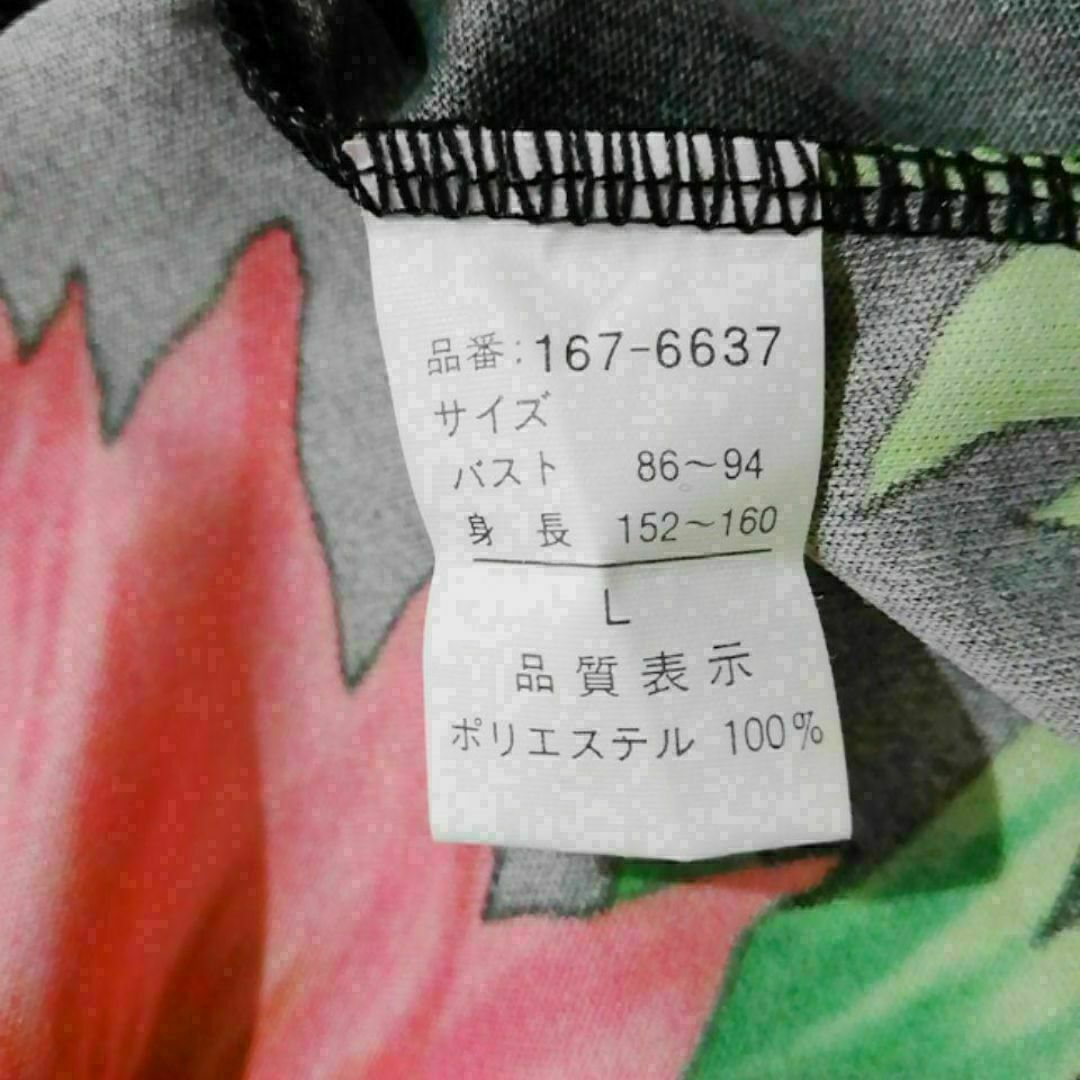 品番:167-6637
サイズ
バスト 86〜94
身 長 152〜160
L
品質表示
ポリエステル 100%